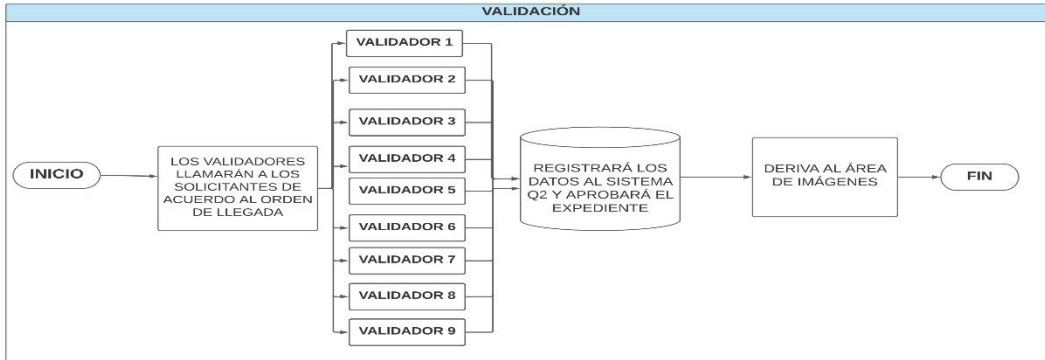 VALIDACIÓN
INICIO
LOS VALIDADORES
LLAMARÁN A LOS
SOLICITANTES DE
ACUERDO AL ORDEN
DE LLEGADA
VALIDADOR 1
VALIDADOR 2
VALIDADOR 3
VALIDADOR 4
VALIDADOR 5
VALIDADOR 6
VALIDADOR 7
VALIDADOR 8
VALIDADOR 9
REGISTRARÁ LOS
DATOS AL SISTEMA
Q2 Y APROBARÁ EL
EXPEDIENTE
DERIVA AL ÁREA
DE IMÁGENES
FIN